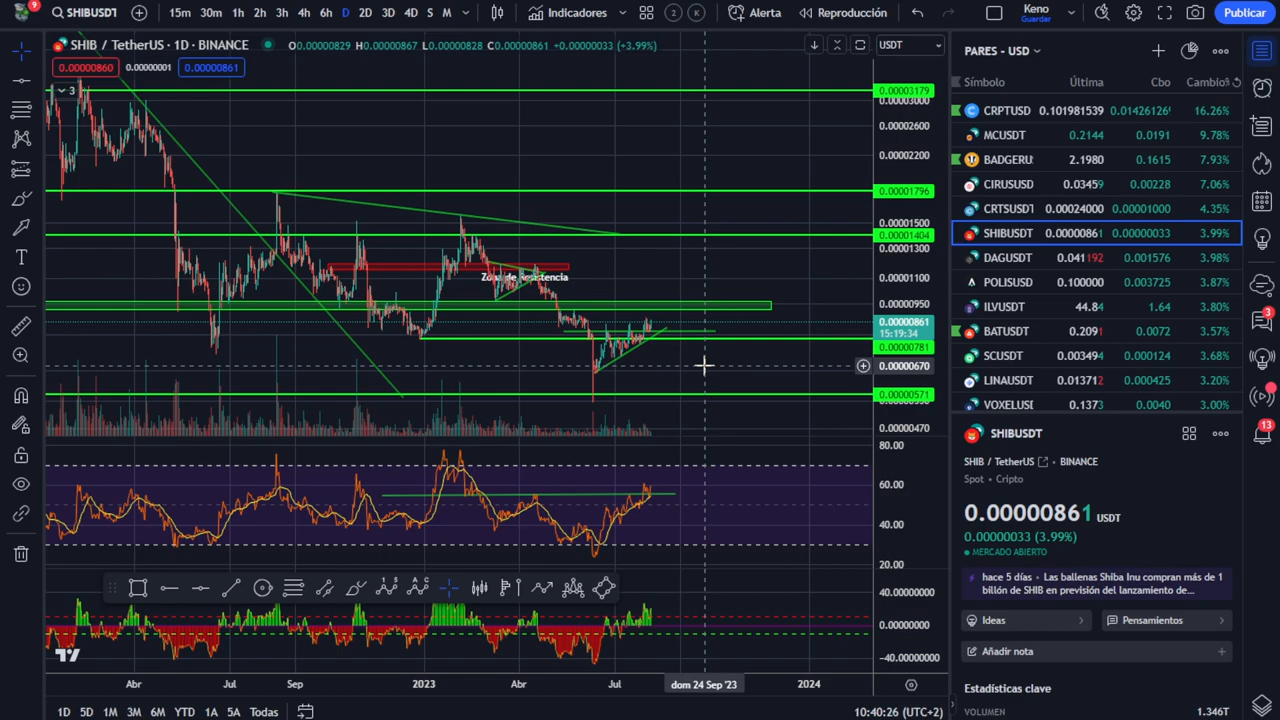 9
SHIBUSDT
15m 30m 1h 2h 3h 4h 6h D 2D 3D 4D S M
Indicadores
2 K
Alerta
Reproducción
Keno
Guardar
Publicar
SHIB / TetherUS · 1D · BINANCE
O0.00000829 H0.00000867 L0.00000828 C0.00000861 +0.00000033 (+3.99%)
USDT
0.00000860 0.00000001 0.00000861
3
0.00003179
0.00003000
0.00002600
0.00002200
0.00001796
0.00001500
0.00001404
0.00001300
0.00001100
Zona de Resistencia
0.00000950
0.00000861
15:19:34
0.00000781
0.00000670
0.00000571
0.00000470
80.00
60.00
40.00
20.00
40.00000000
0.00000000
-40.00000000
Abr Jul Sep 2023 Abr Jul dom 24 Sep '23 2024
1D 5D 1M 3M 6M YTD 1A 5A Todas
10:40:26 (UTC+2)
PARES - USD
Símbolo Última Cbo Cambio%
CRPTUSD 0.101981539 0.01426126 16.26%
MCUSDT 0.2144 0.0191 9.78%
BADGERU 2.1980 0.1615 7.93%
CIRUSUSD 0.03459 0.00228 7.06%
CRTSUSDT 0.00024000 0.00001000 4.35%
SHIBUSDT 0.00000861 0.00000033 3.99%
DAGUSDT 0.041192 0.001576 3.98%
POLISUSD 0.100000 0.003725 3.87%
ILVUSDT 44.84 1.64 3.80%
BATUSDT 0.2091 0.0072 3.57%
SCUSDT 0.003494 0.000124 3.68%
LINAUSDT 0.013712 0.000425 3.20%
VOXELUSI 0.1373 0.0040 3.00%
SHIBUSDT
SHIB / TetherUS BINANCE
Spot • Cripto
0.00000861 USDT
0.00000033 (3.99%)
MERCADO ABIERTO
hace 5 días • Las ballenas Shiba Inu compran más de 1
billón de SHIB en previsión del lanzamiento de...
Ideas
Pensamientos
Añadir nota
Estadísticas clave
VOLUMEN 1.346T
3
13